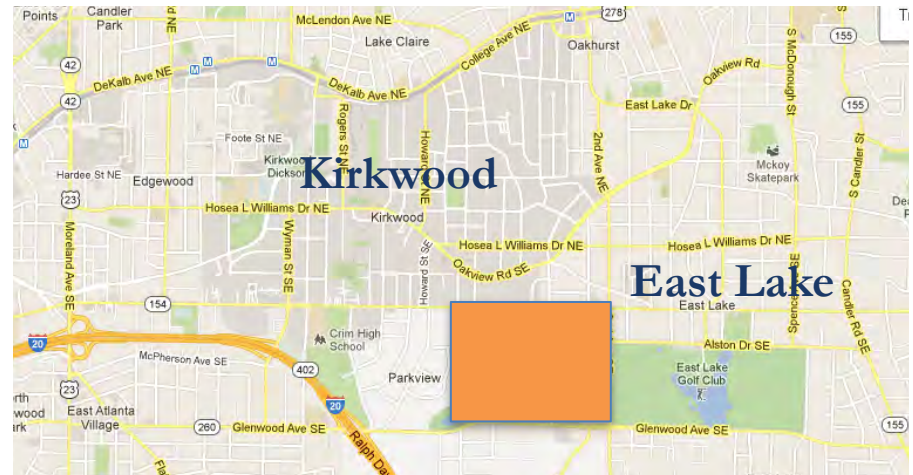 Points
Candler
Park
McLendon Ave NE
278
Oakhurst
155
S McDonough St
Lake Claire
College Ave NE
M
42
M
M
DeKalb Ave NE
DeKalb Ave NE
Oakview Rd
42
M
East Lake Dr
155
Foote St NE
Rogers St NE
Howard
2nd Ave NE
S Candler St
Mckoy
Skatepark
Hardee St NE
Edgewood
Kirkwood
Kirkw
Dickson
23
Hosea L Williams Dr NE
Kirkwood
Hosea L Williams Dr NE
Hosea L Williams Dr NE
Moreland Ave SE
Wyman St SE
Howard St SE
Oakview Rd SE
East Lake
154
East Lake
Spence
Candler Rd SE
20
Crim High
School
Alston Dr SE
McPherson Ave SE
402
Parkview
East Lake
Golf Club
23
20
East Atlanta
Village
260
Glenwood Ave SE
Glenwood Ave SE
155
Ralph Da